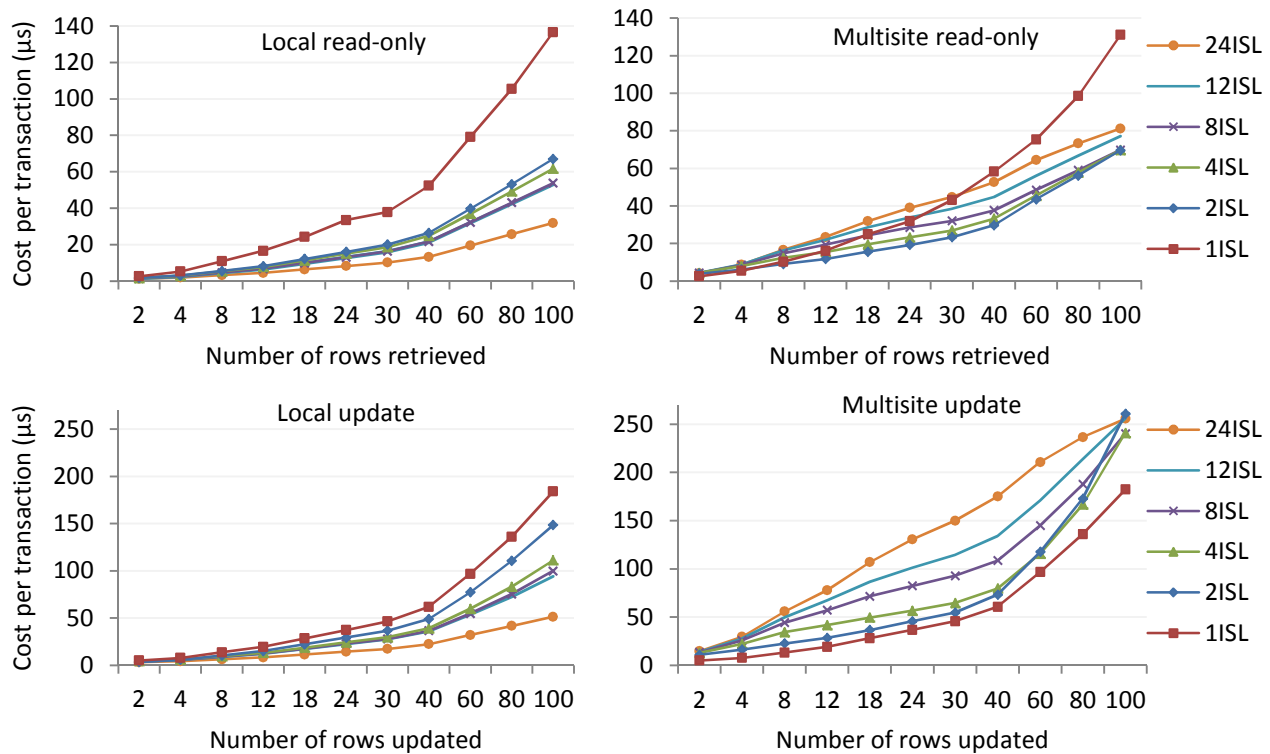 Local read-only
Cost per transaction (µs)
140
120
100
80
60
40
20
0
2 4 8 12 18 24 30 40 60 80 100
Number of rows retrieved
Multisite read-only
140
120
100
80
60
40
20
0
2 4 8 12 18 24 30 40 60 80 100
Number of rows retrieved
24ISL
12ISL
8ISL
4ISL
2ISL
1ISL
Local update
Cost per transaction (µs)
250
200
150
100
50
0
2 4 8 12 18 24 30 40 60 80 100
Number of rows updated
Multisite update
250
200
150
100
50
0
2 4 8 12 18 24 30 40 60 80 100
Number of rows updated
24ISL
12ISL
8ISL
4ISL
2ISL
1ISL